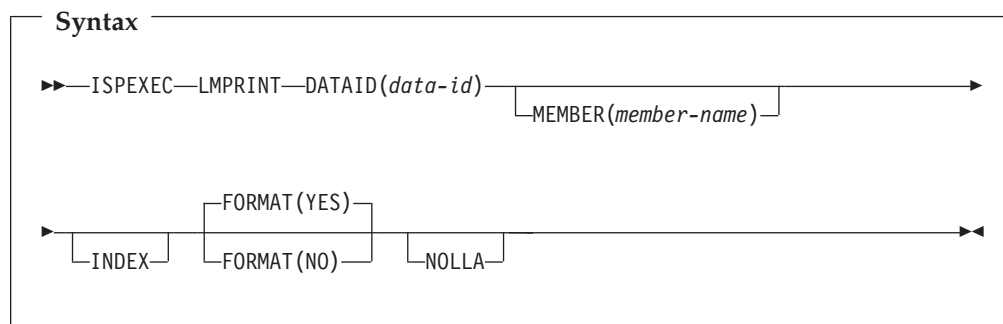 Syntax
ISPEXEC LMPRINT DATAID(data-id)
MEMBER(member-name)
FORMAT(YES)
INDEX FORMAT(NO) NOLLA